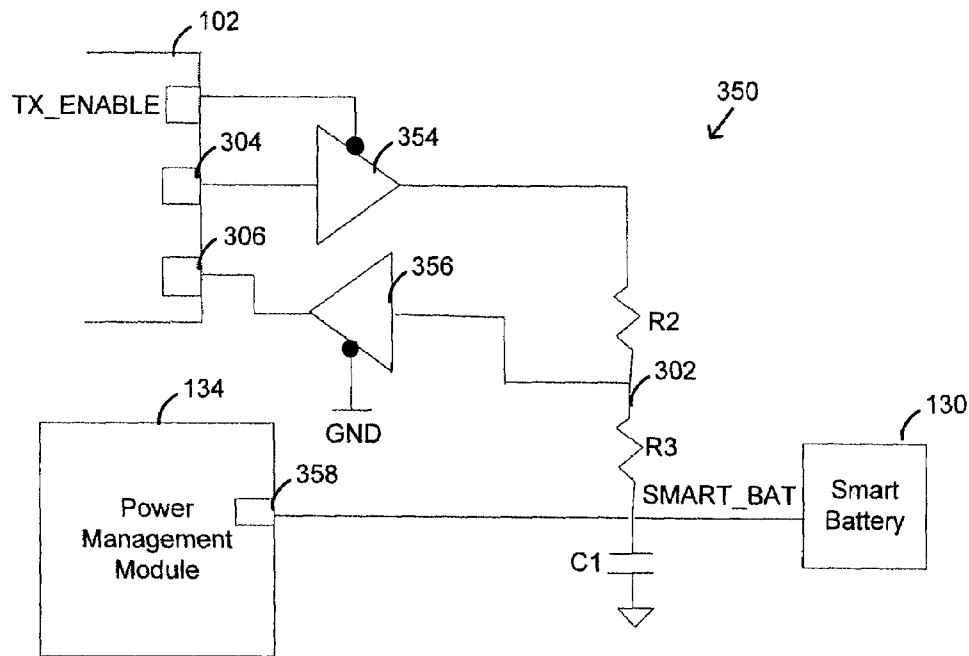 102
TX_ENABLE
350
304
354
306
356
R2
302
134
GND
R3
130
358
SMART_BAT
Smart
Battery
Power
Management
Module
C1